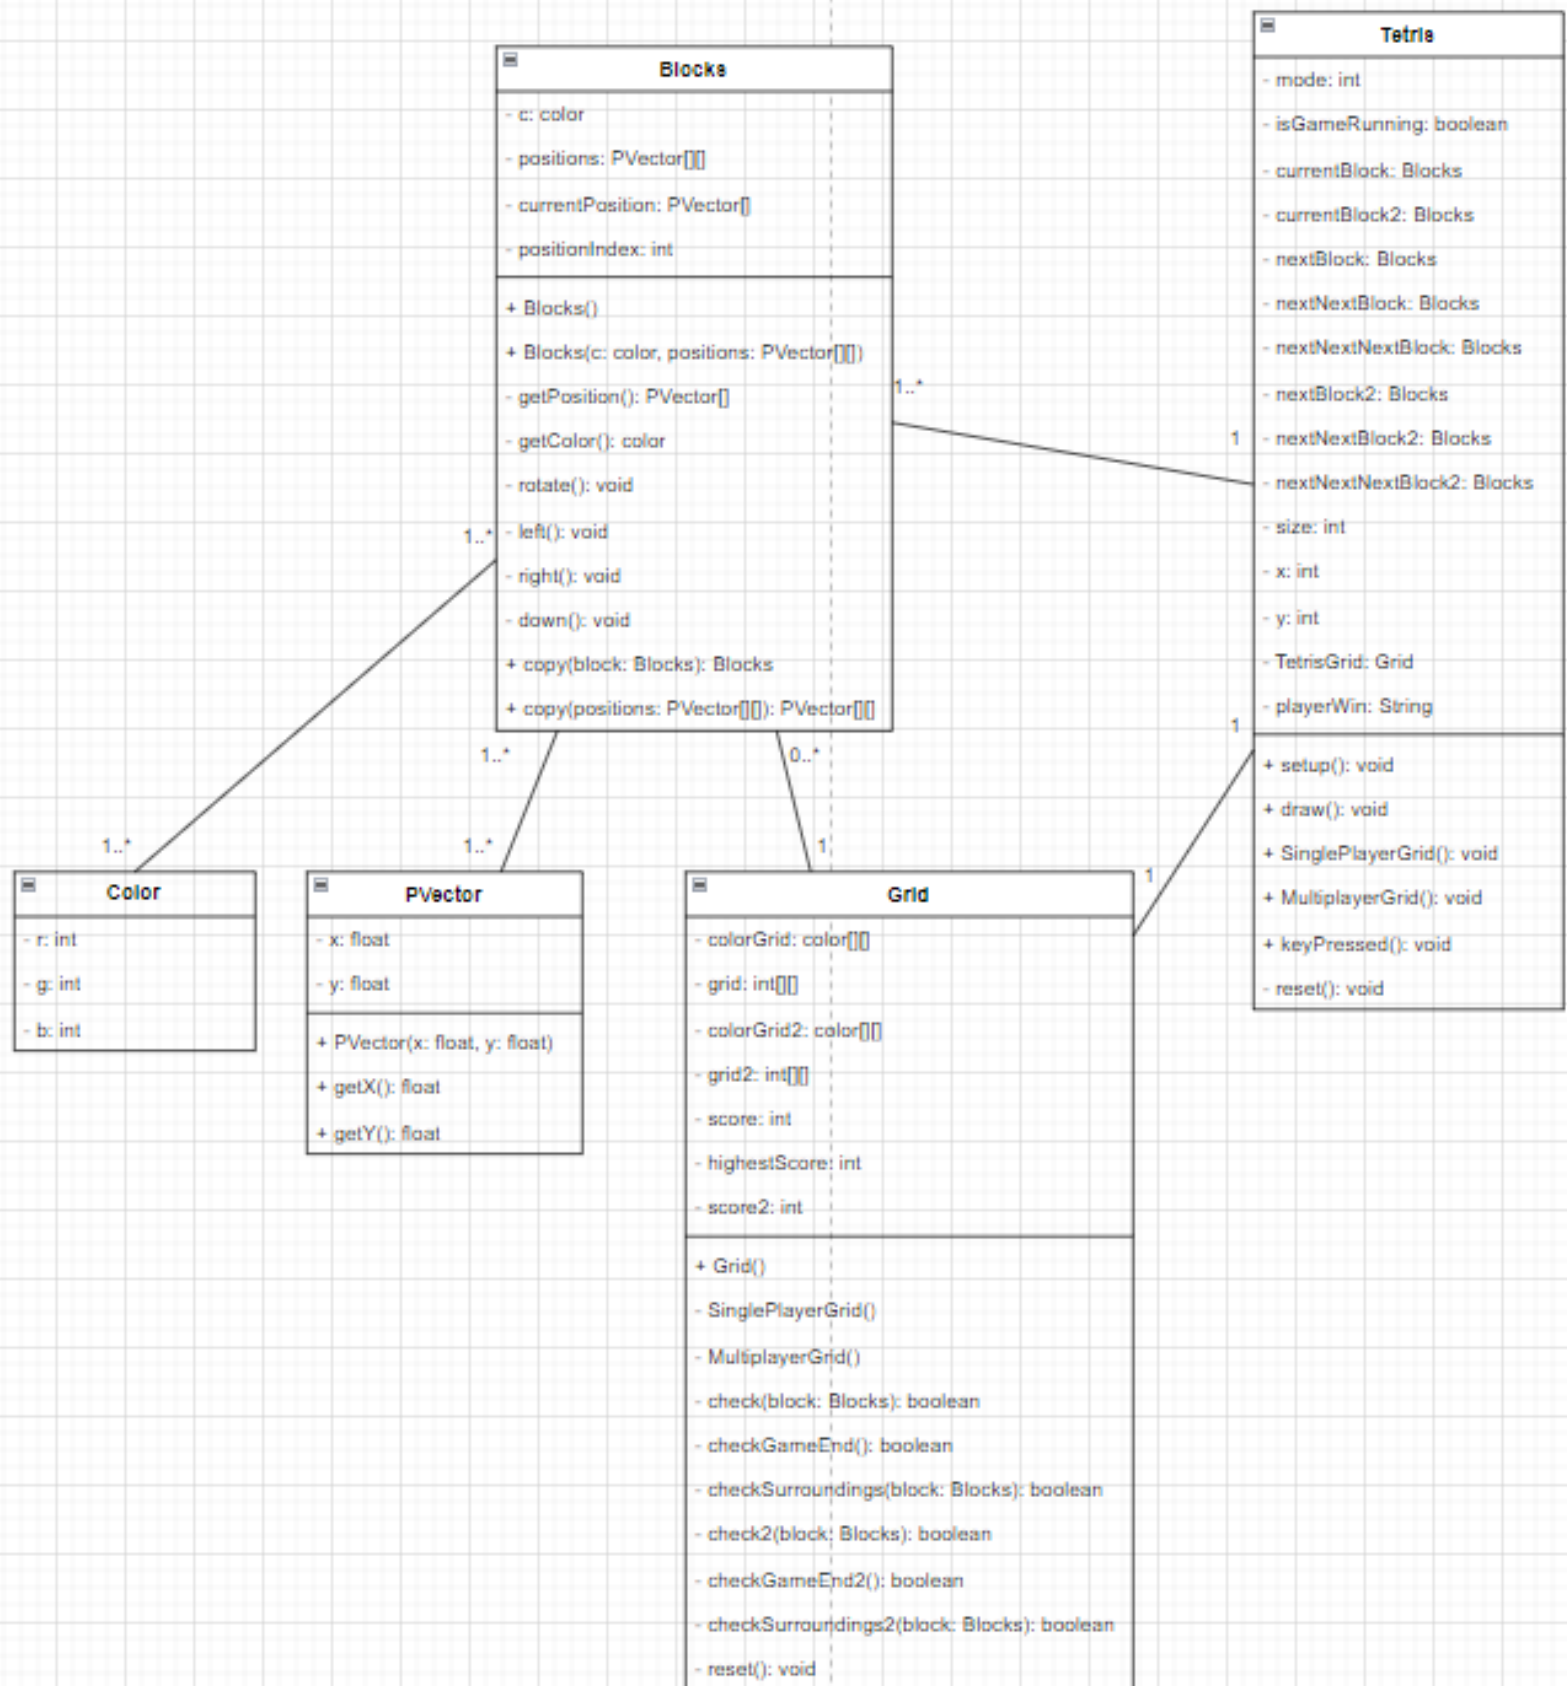 Blocks
- c: color
- positions: PVector[][]
- currentPosition: PVector[]
- positionIndex: int
+ Blocks()
+ Blocks(c: color, positions: PVector[][])
- getPosition(): PVector[]
- getColor(): color
- rotate(): void
- left(): void
- right(): void
- down(): void
+ copy(block: Blocks): Blocks
+ copy(positions: PVector[][]): PVector[][]
Tetris
- mode: int
- isGameRunning: boolean
- currentBlock: Blocks
- currentBlock2: Blocks
- nextBlock: Blocks
- nextNextBlock: Blocks
- nextNextNextBlock: Blocks
- nextBlock2: Blocks
- nextNextBlock2: Blocks
- nextNextNextBlock2: Blocks
- size: int
- x: int
- y: int
- TetrisGrid: Grid
- playerWin: String
+ setup(): void
+ draw(): void
+ SinglePlayerGrid(): void
+ MultiplayerGrid(): void
+ keyPressed(): void
- reset(): void
1..*
1
1..*
1..*
1..*
1..*
0..*
1
1
1
Color
- r: int
- g: int
- b: int
PVector
- x: float
- y: float
+ PVector(x: float, y: float)
+ getX(): float
+ getY(): float
Grid
- colorGrid: color[][]
- grid: int[][]
- colorGrid2: color[][]
- grid2: int[][]
- score: int
- highestScore: int
- score2: int
+ Grid()
- SinglePlayerGrid()
- MultiplayerGrid()
- check(block: Blocks): boolean
- checkGameEnd(): boolean
- checkSurroundings(block: Blocks): boolean
- check2(block: Blocks): boolean
- checkGameEnd2(): boolean
- checkSurroundings2(block: Blocks): boolean
- reset(): void